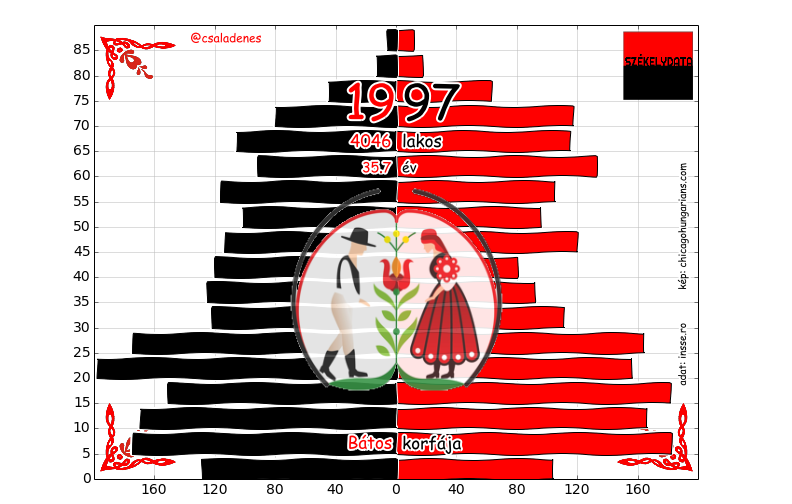 @csaladenes
SZÉKELYDATA
1997
4046 lakos
35.7 év
kép: chicagohungarians.com
adat: insse.ro
Bátos korfája
85
80
75
70
65
60
55
50
45
40
35
30
25
20
15
10
5
0
160 120 80 40 0 40 80 120 160